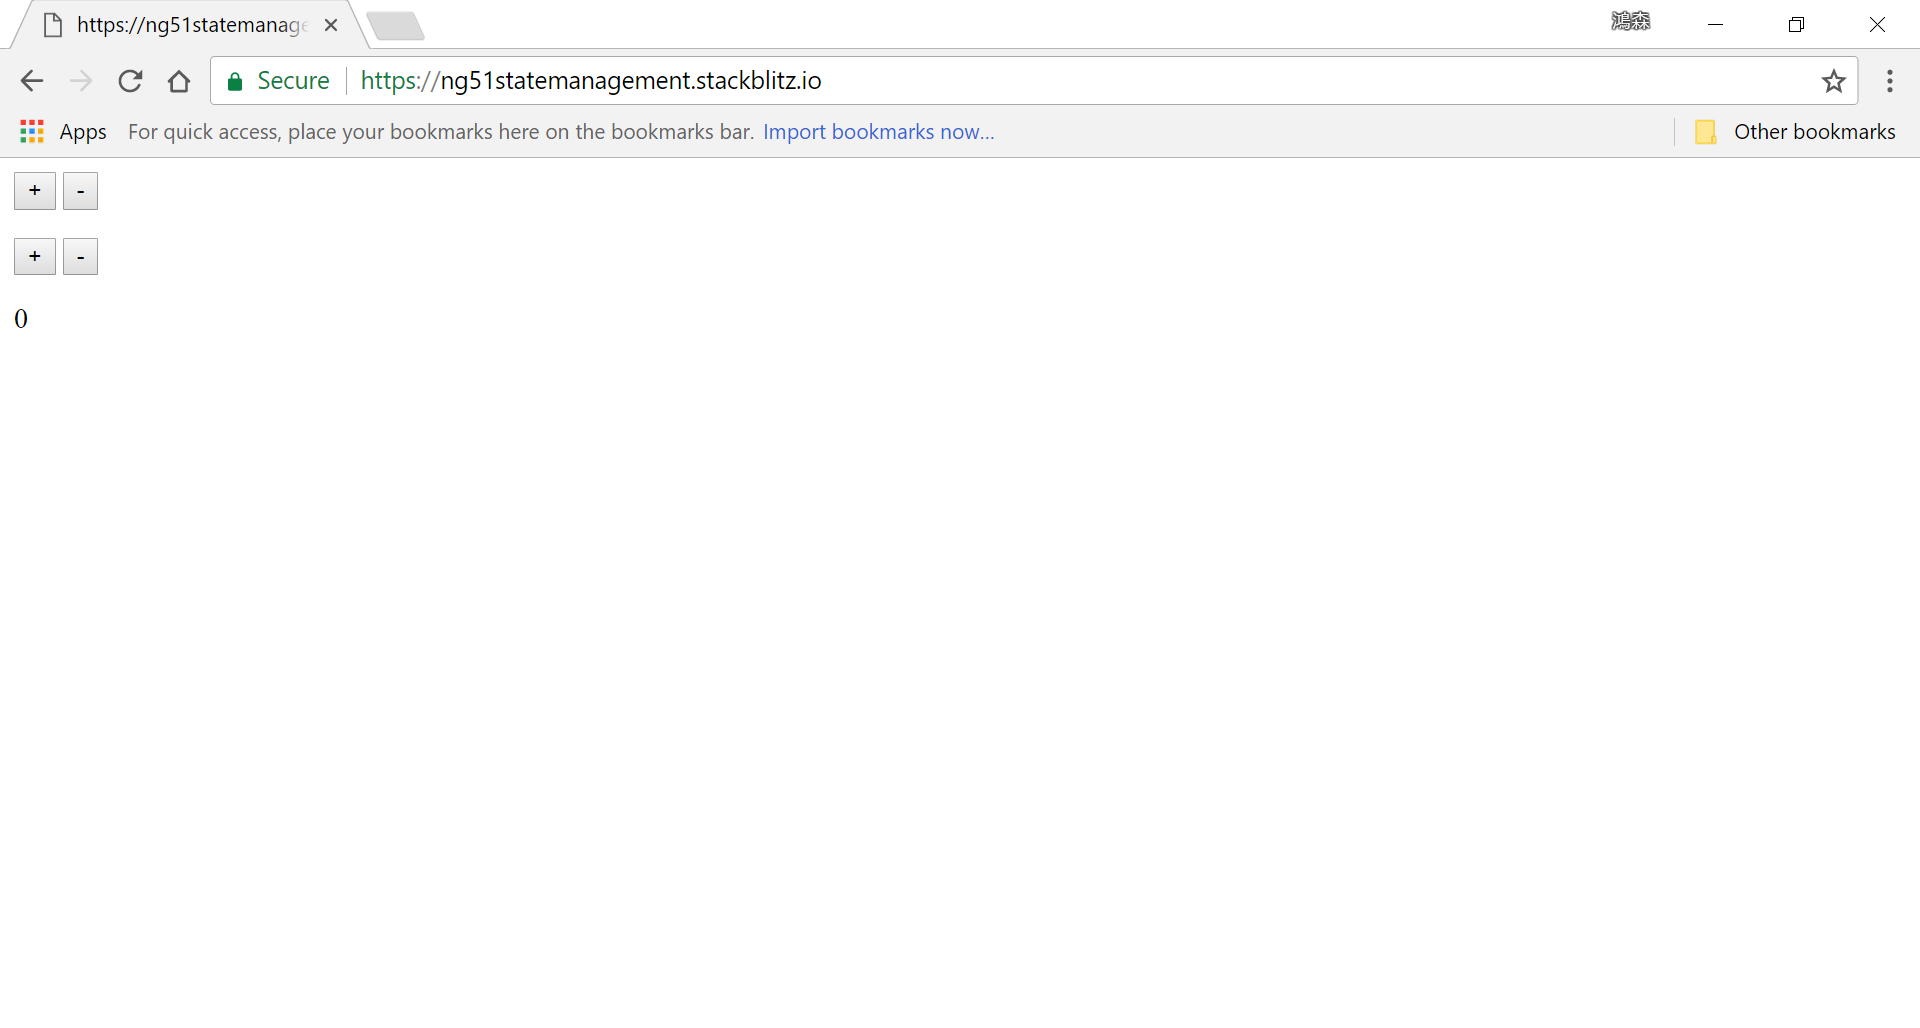 https://ng51statemanage
鴻森
Secure
https://ng51statemanagement.stackblitz.io
Apps
For quick access, place your bookmarks here on the bookmarks bar. Import bookmarks now...
Other bookmarks
+ -
+ -
0